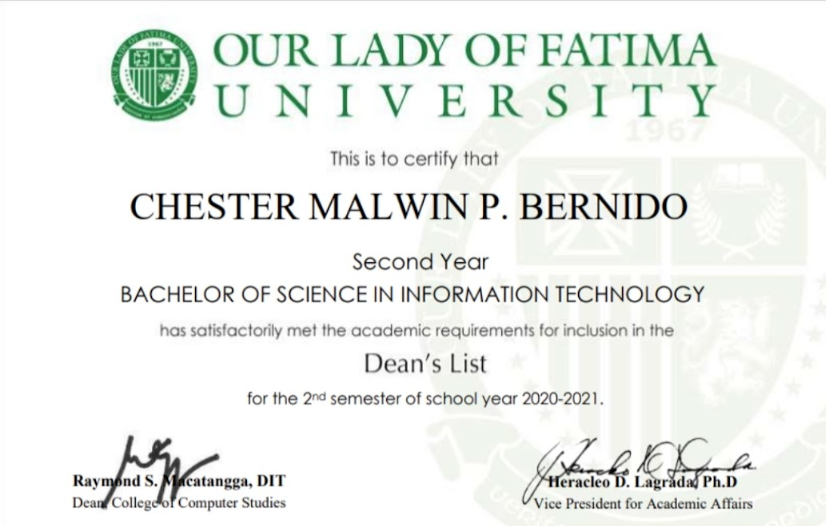 OUR LADY OF FATIMA
UNIVERSITY
This is to certify that
CHESTER MALWIN P. BERNIDO
Second Year
BACHELOR OF SCIENCE IN INFORMATION TECHNOLOGY
has satisfactorily met the academic requirements for inclusion in the
Dean's List
for the 2nd semester of school year 2020-2021.
Raymond S. Macatangga, DIT
Dean, College of Computer Studies
Heracleo D. Lagrada, Ph.D
Vice President for Academic Affairs
1967